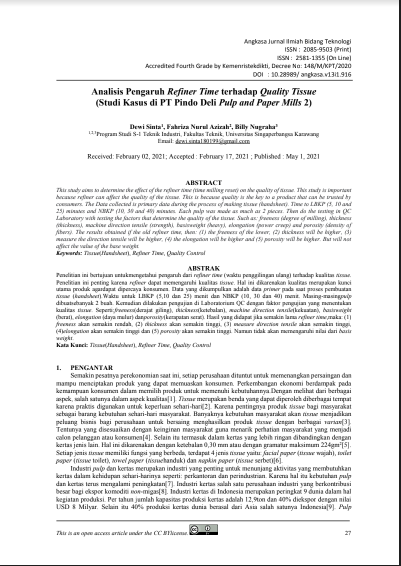 Angkasa Jurnal Ilmiah Bidang Teknologi
ISSN : 2085-9503 (Print)
ISSN : 2581-1355 (On Line)
Accredited Fourth Grade by Kemenristekdikti, Decree No: 148/M/KPT/2020
DOI : 10.28989/ angkasa.v13i1.916
Analisis Pengaruh Refiner Time terhadap Quality Tissue
(Studi Kasus di PT Pindo Deli Pulp and Paper Mills 2)
Dewi Sinta¹, Fahriza Nurul Azizah², Billy Nugraha³
1,2,3Program Studi S-1 Teknik Industri, Fakultas Teknik, Universitas Singaperbangsa Karawang
Email: dewi.sinta180199@gmail.com
Received: February 02, 2021; Accepted : February 17, 2021 ; Published : May 1, 2021
ABSTRACT
This study aims to determine the effect of the refiner time (time milling reset) on the quality of tissue. This study is important
because refiner can affect the quality of the tissue. This is because quality is the key to a product that can be trusted by
consumers. The Data collected is primary data during the process of making tissue (handsheet). Time to LBKP (5, 10 and
25) minutes and NBKP (10, 30 and 40) minutes. Each pulp was made as much as 2 pieces. Then do the testing in QC
Laboratory with testing the factors that determine the quality of the tissue. Such as: freeness (degree of milling), thickness
(thickness), machine direction tensile (strength), basisweight (heavy), elongation (power creep) and porosity (density of
fiber). The results obtained if the old refiner time, then: (1) the freeness of the lower, (2) thickness will be higher, (3)
measure the direction tensile will be higher, (4) the elongation will be higher and (5) porosity will be higher. But will not
affect the value of the base weight.
Keywords: Tissue(Handsheet), Refiner Time, Quality Control
ABSTRAK
Penelitian ini bertujuan untukmengetahui pengaruh dari refiner time (waktu penggilingan ulang) terhadap kualitas tissue.
Penelitian ini penting karena refiner dapat memengaruhi kualitas tissue. Hal ini dikarenakan kualitas merupakan kunci
utama produk agardapat dipercaya konsumen. Data yang dikumpulkan adalah data primer pada saat proses pembuatan
tissue (handsheet).Waktu untuk LBKP (5,10 dan 25) menit dan NBKP (10, 30 dan 40) menit. Masing-masingpulp
dibuatsebanyak 2 buah. Kemudian dilakukan pengujian di Laboratorium QC dengan faktor pengujian yang menentukan
kualitas tissue. Seperti:freeness(derajat giling), thickness(ketebalan), machine direction tensile(kekuatan), basisweight
(berat), elongation (daya mulur) danporosity(kerapatan serat). Hasil yang didapat jika semakin lama refiner time,maka: (1)
freeness akan semakin rendah, (2) thickness akan semakin tinggi, (3) measure direction tensile akan semakin tinggi,
(4)elongation akan semakin tinggi dan (5) porosity akan semakin tinggi. Namun tidak akan memengaruhi nilai dari basis
weight
Kata Kunci: Tissue(Handsheet), Refiner Time, Quality Control
1. PENGANTAR
Semakin pesatnya perekonomian saat ini, setiap perusahaan dituntut untuk memenangkan persaingan dan
mampu menciptakan produk yang dapat memuaskan konsumen. Perkembangan ekonomi berdampak pada
kemampuan konsumen dalam memilih produk untuk memenuhi kebutuhannya.Dengan melihat dari berbagai
aspek, salah satunya dalam aspek kualitas[1]. Tissue merupakan benda yang dapat diperoleh diberbagai tempat
karena praktis digunakan untuk keperluan sehari-hari[2]. Karena pentingnya produk tissue bagi masyarakat
sebagai barang kebutuhan sehari-hari masyarakat. Banyaknya kebutuhan masyarakat akan tissue menjadikan
peluang bisnis bagi perusahaan untuk bersaing menghasilkan produk tissue dengan berbagai varian[3].
Tentunya yang disesuaikan dengan keinginan masyarakat guna menarik perhatian masyarakat yang menjadi
calon pelanggan atau konsumen[4]. Selain itu termasuk dalam kertas yang lebih ringan dibandingkan dengan
kertas jenis lain. Hal ini dikarenakan dengan ketebalan 0,30 mm atau dengan gramatur maksimum 224gsm[5].
Setiap jenis tissue memiliki fungsi yang berbeda, terdapat 4 jenis tissue yaitu: facial paper (tissue wajah), toilet
paper (tissue toilet), towel paper (tissuehanduk) dan napkin paper (tissue serbet)[6].
Industri pulp dan kertas merupakan industri yang penting untuk menunjang aktivitas yang membutuhkan
kertas dalam kehidupan sehari-harinya seperti: perkantoran dan perindustrian. Karena hal itu kebutuhan pulp
dan kertas terus mengalami peningkatan[7]. Industri kertas salah satu perusahaan industri yang berkontribusi
besar bagi ekspor komoditi non-migas[8]. Industri kertas di Indonesia merupakan peringkat 9 dunia dalam hal
kegiatan produksi. Per tahun jumlah kapasitas produksi kertas adalah 12,9ton dan 40% diekspor dengan nilai
USD 8 Milyar. Selain itu 40% produksi kertas dunia berasal dari Asia salah satunya Indonesia[9]. Pulp
This is an open access article under the CC BYlicense.
27